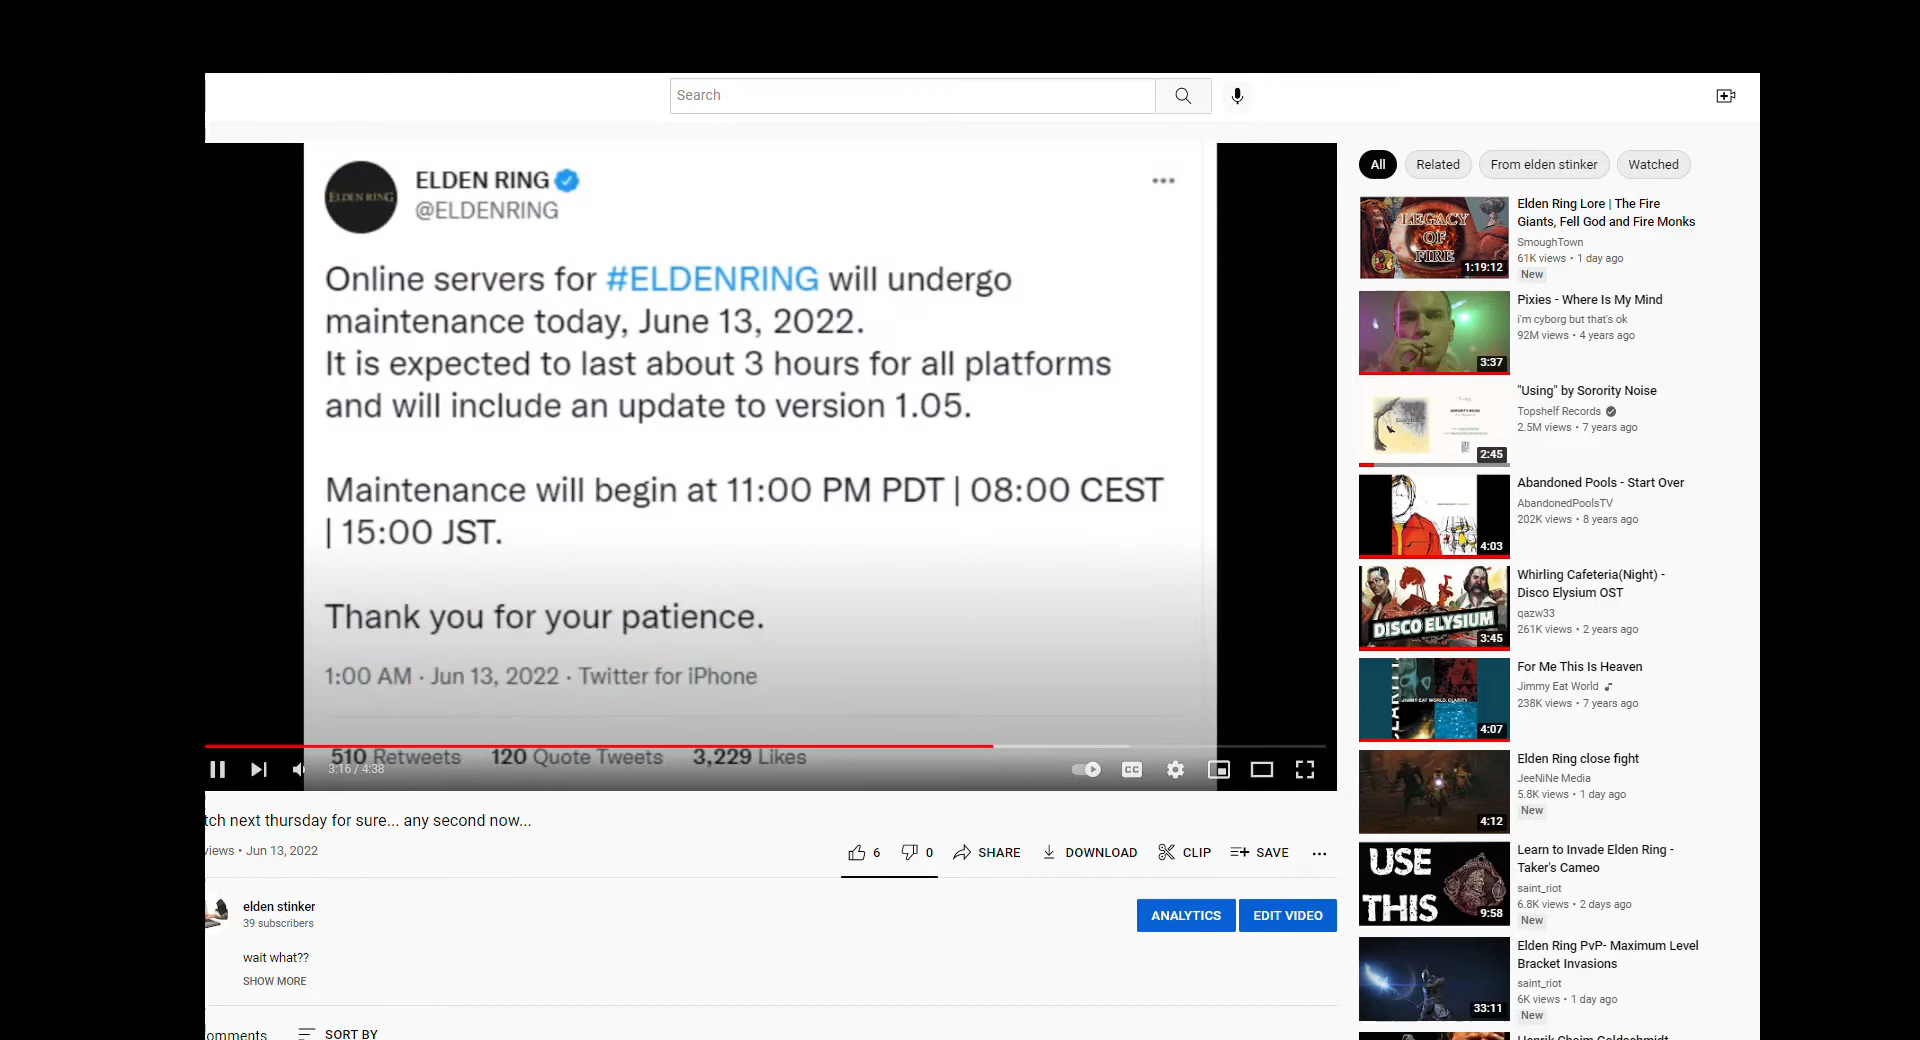 Search
ELDEN RING
ELDEN RING
@ELDENRING
Online servers for #ELDENRING will undergo
maintenance today, June 13, 2022.
It is expected to last about 3 hours for all platforms
and will include an update to version 1.05.
Maintenance will begin at 11:00 PM PDT | 08:00 CEST
| 15:00 JST.
Thank you for your patience.
1:00 AM · Jun 13, 2022 · Twitter for iPhone
510 Retweets 120 Quote Tweets 3,229 Likes
3:16 / 4:38
CC
tch next thursday for sure... any second now...
views • Jun 13, 2022
6 0 SHARE DOWNLOAD CLIP SAVE
elden stinker
39 subscribers
ANALYTICS EDIT VIDEO
wait what??
SHOW MORE
omments SORT BY
All Related From elden stinker Watched
LEGACY
OF
FIRE
1:19:12
Elden Ring Lore | The Fire
Giants, Fell God and Fire Monks
SmoughTown
61K views • 1 day ago
New
3:37
Pixies - Where Is My Mind
i'm cyborg but that's ok
92M views • 4 years ago
2:45
"Using" by Sorority Noise
Topshelf Records
2.5M views • 7 years ago
4:03
Abandoned Pools - Start Over
AbandonedPoolsTV
202K views • 8 years ago
DISCO ELYSIUM
3:45
Whirling Cafeteria(Night) -
Disco Elysium OST
qazw33
261K views • 2 years ago
JIMMY EAT WORLD. CLARITY
4:07
For Me This Is Heaven
Jimmy Eat World
238K views • 7 years ago
4:12
Elden Ring close fight
JeeNiNe Media
5.8K views • 1 day ago
New
USE
THIS
9:58
Learn to Invade Elden Ring -
Taker's Cameo
saint_riot
6.8K views • 2 days ago
New
33:11
Elden Ring PvP- Maximum Level
Bracket Invasions
saint_riot
6K views • 1 day ago
New